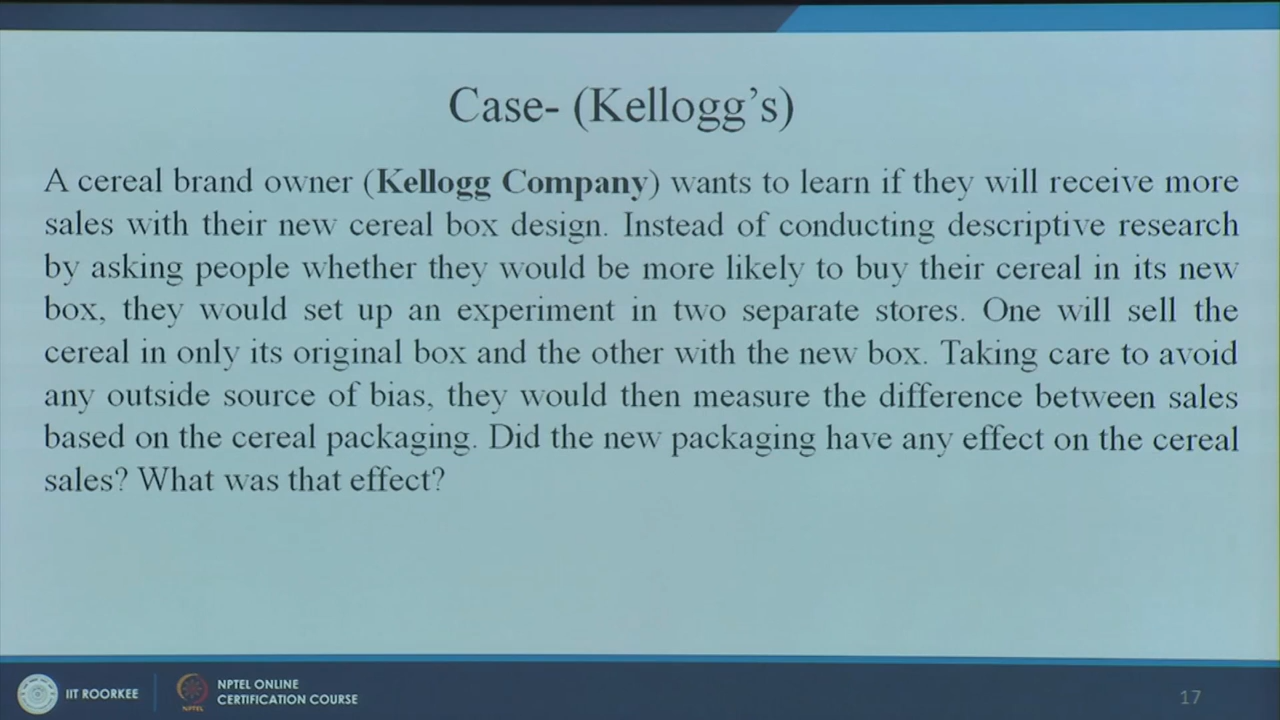 Case- (Kellogg’s)
A cereal brand owner (Kellogg Company) wants to learn if they will receive more
sales with their new cereal box design. Instead of conducting descriptive research
by asking people whether they would be more likely to buy their cereal in its new
box, they would set up an experiment in two separate stores. One will sell the
cereal in only its original box and the other with the new box. Taking care to avoid
any outside source of bias, they would then measure the difference between sales
based on the cereal packaging. Did the new packaging have any effect on the cereal
sales? What was that effect?
IIT ROORKEE
NPTEL
NPTEL ONLINE
CERTIFICATION COURSE
17